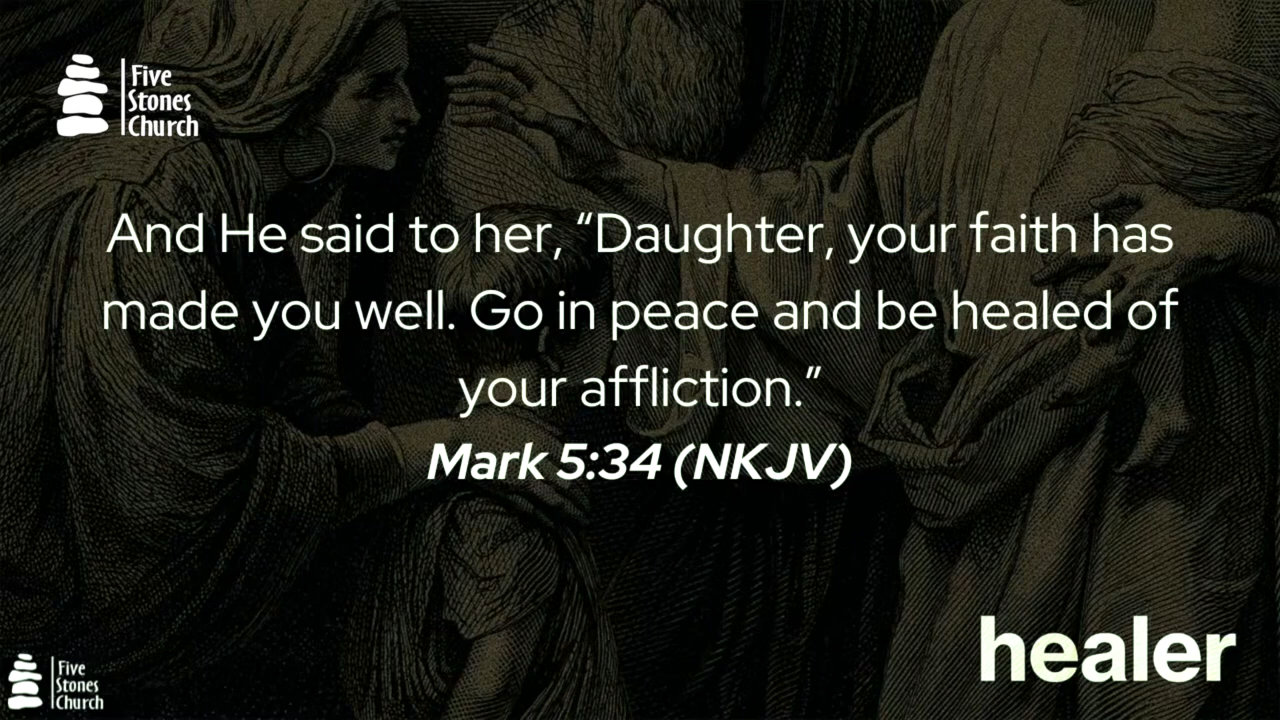 Five
Stones
Church
And He said to her, “Daughter, your faith has
made you well. Go in peace and be healed of
your affliction.”
Mark 5:34 (NKJV)
healer
Five
Stones
Church